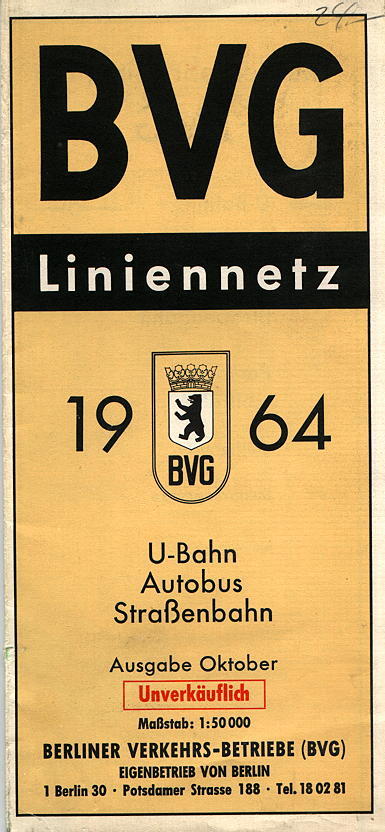 BVG
Liniennetz
19 64
BVG
U-Bahn
Autobus
Straßenbahn
Ausgabe Oktober
Unverkäuflich
Maßstab: 1:50 000
BERLINER VERKEHRS-BETRIEBE (BVG)
EIGENBETRIEB VON BERLIN
1 Berlin 30 · Potsdamer Strasse 188 · Tel. 18 02 81